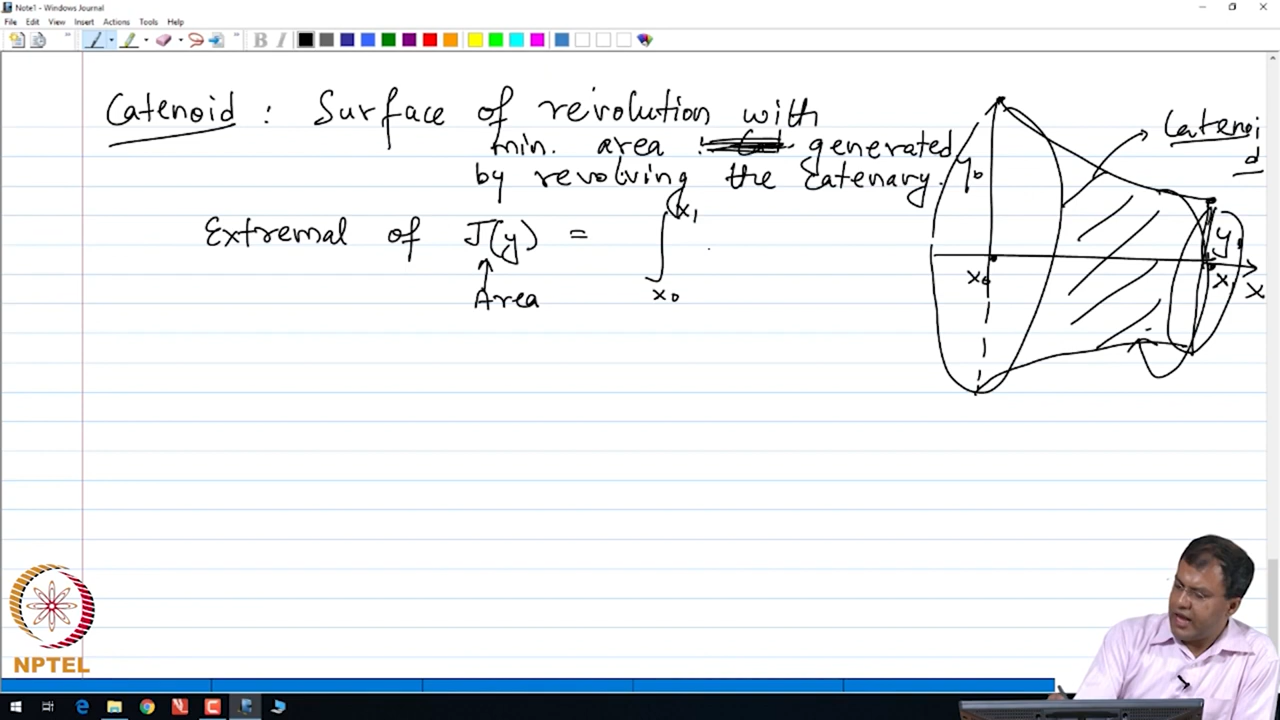 Note1 - Windows Journal
File Edit View Insert Actions Tools Help
B I
Catenoid : Surface of revolution with
min. area : generated
by revolving the Catenary.
Extremal of J(y) = ∫
x₁
x₀
Area
Catenoi
d
y₀
y₁
x₀
x₁
x
NPTEL